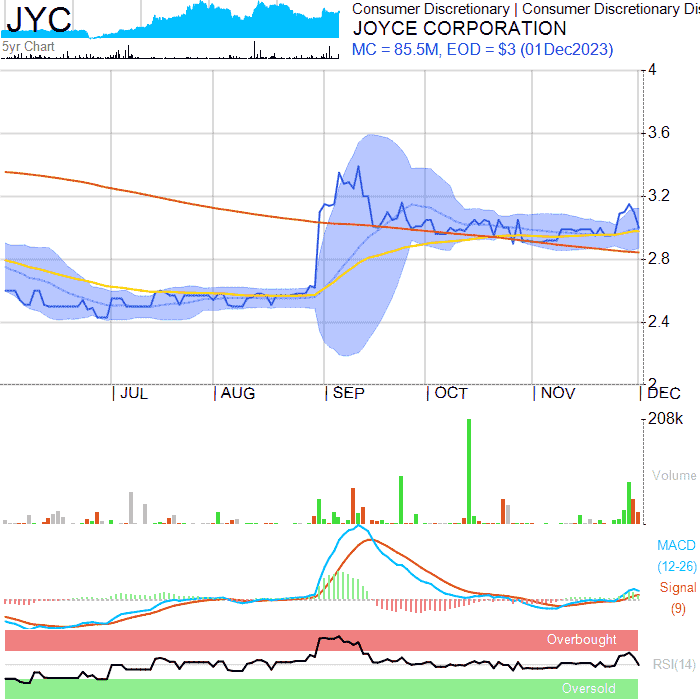 JYC
5yr Chart
Consumer Discretionary | Consumer Discretionary Dis
JOYCE CORPORATION
MC = 85.5M, EOD = $3 (01Dec2023)
4
3.6
3.2
2.8
2.4
2
JUL AUG SEP OCT NOV DEC
208k
Volume
MACD
(12-26)
Signal
(9)
Overbought
RSI(14)
Oversold